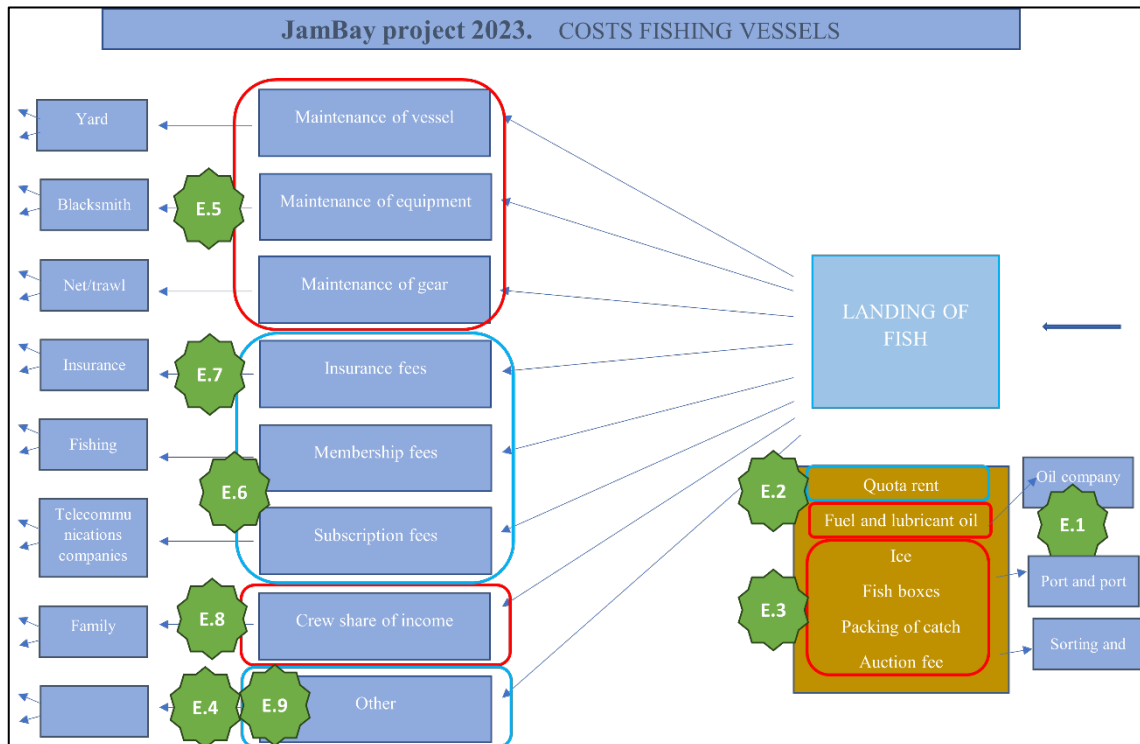 JamBay project 2023. COSTS FISHING VESSELS
Yard
Maintenance of vessel
Blacksmith
E.5
Maintenance of equipment
Net/trawl
Maintenance of gear
LANDING OF
FISH
Insurance
E.7
Insurance fees
Fishing
Membership fees
E.6
Telecommu
nications
companies
Subscription fees
Family
E.8
Crew share of income
E.4
E.9
Other
E.2
Quota rent
Oil company
Fuel and lubricant oil
E.1
E.3
Ice
Fish boxes
Packing of catch
Auction fee
Port and port
Sorting and